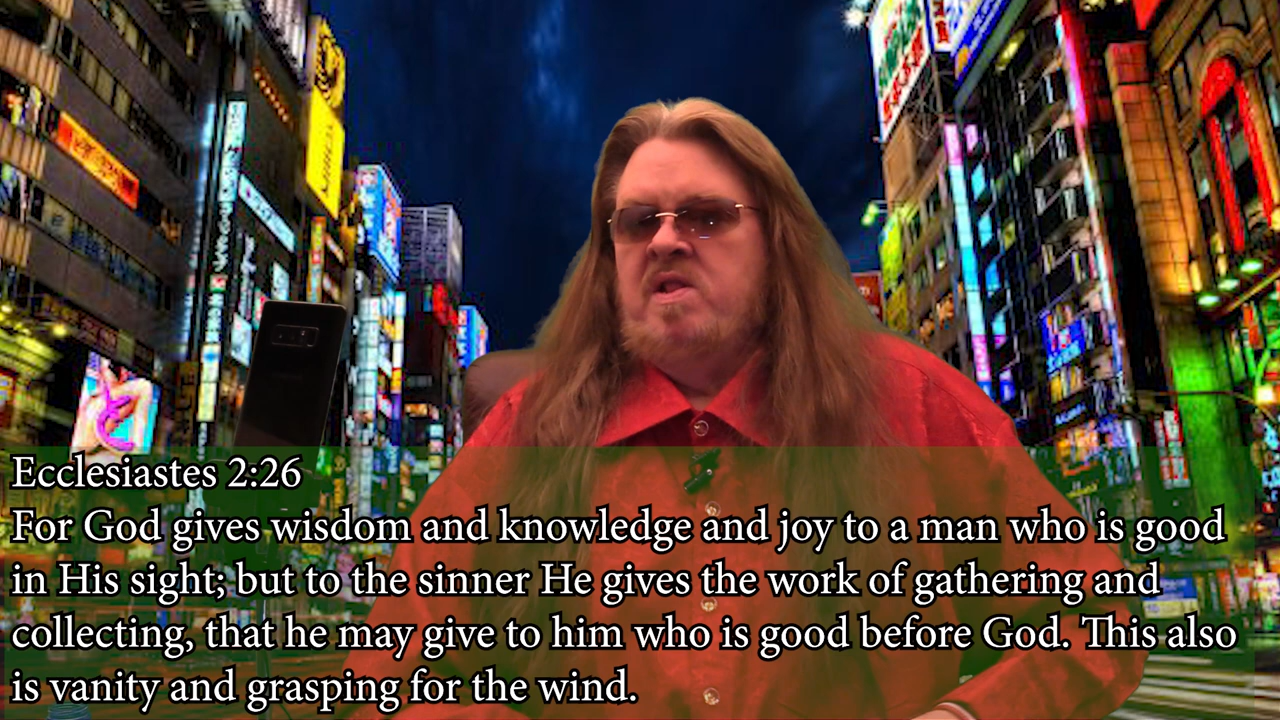 Ecclesiastes 2:26
For God gives wisdom and knowledge and joy to a man who is good
in His sight; but to the sinner He gives the work of gathering and
collecting, that he may give to him who is good before God. This also
is vanity and grasping for the wind.